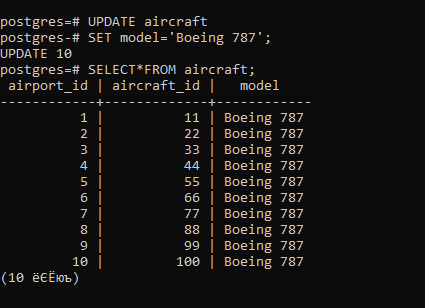 postgres=# UPDATE aircraft
postgres-# SET model='Boeing 787';
UPDATE 10
postgres=# SELECT*FROM aircraft;
 airport_id | aircraft_id |   model
------------+-------------+------------
          1 |          11 | Boeing 787
          2 |          22 | Boeing 787
          3 |          33 | Boeing 787
          4 |          44 | Boeing 787
          5 |          55 | Boeing 787
          6 |          66 | Boeing 787
          7 |          77 | Boeing 787
          8 |          88 | Boeing 787
          9 |          99 | Boeing 787
         10 |         100 | Boeing 787
(10 ёЄЁюъ)